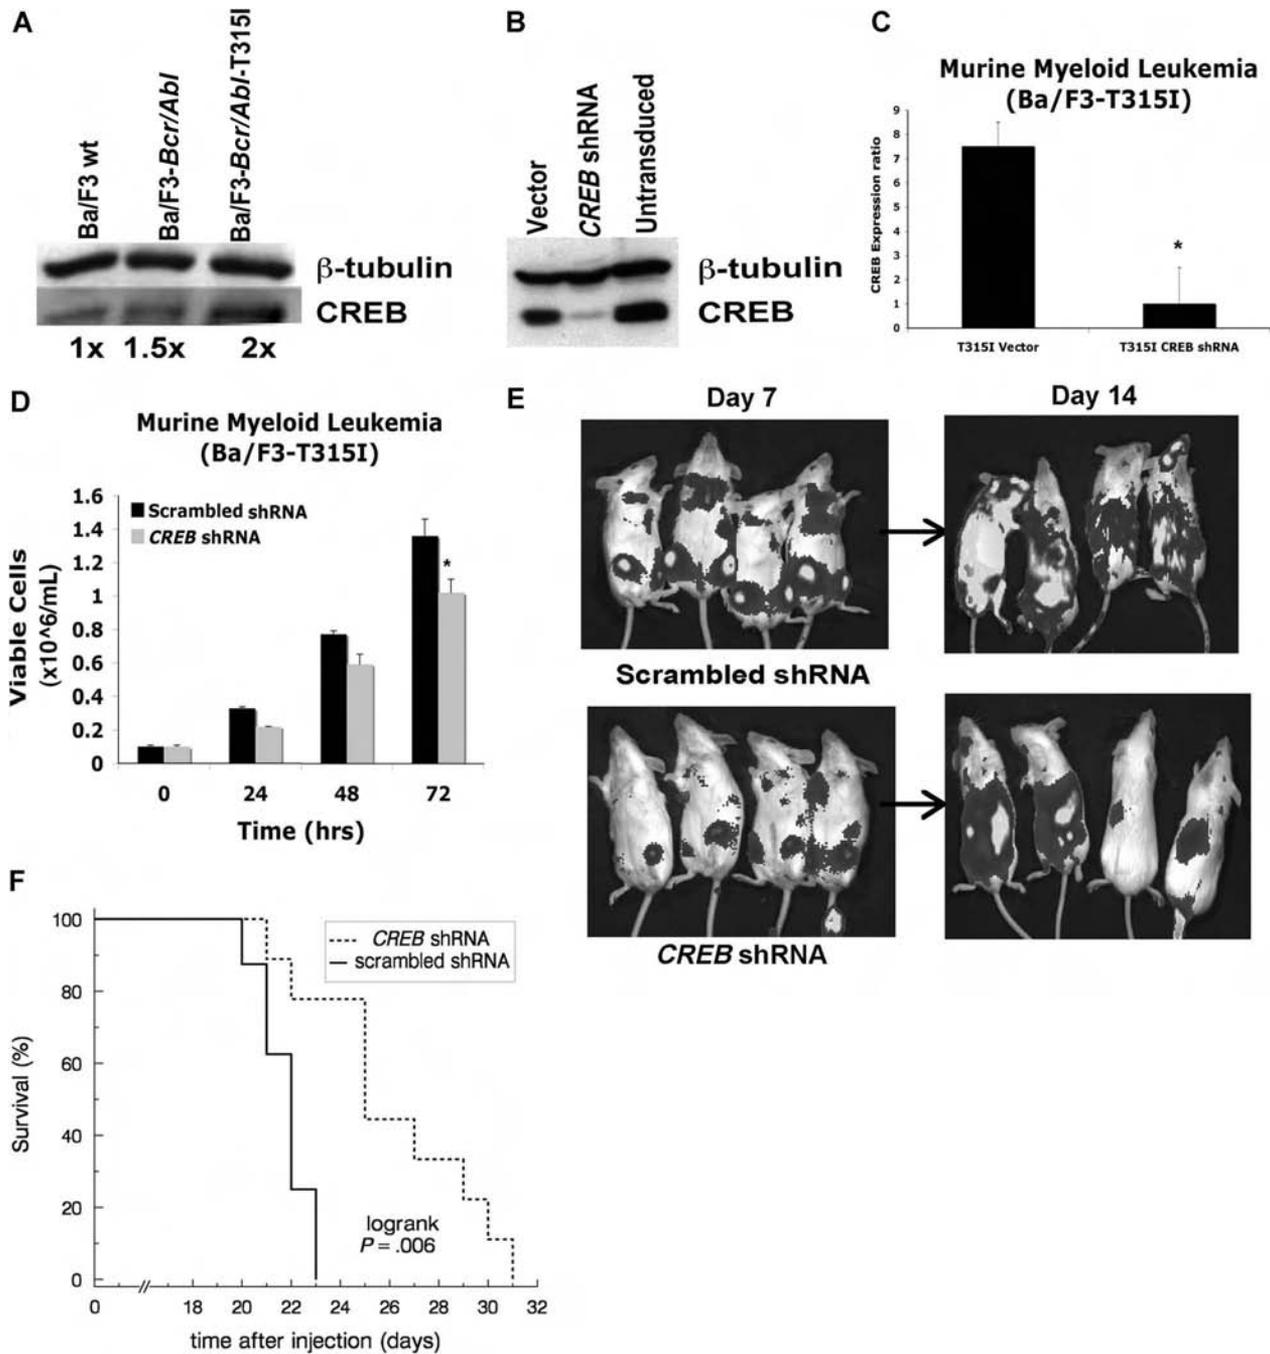 A
Ba/F3 wt
Ba/F3-Bcr/Abl
Ba/F3-Bcr/Abl-T315I
β-tubulin
CREB
1x 1.5x 2x
B
Vector
CREB shRNA
Untransduced
β-tubulin
CREB
C
Murine Myeloid Leukemia
(Ba/F3-T315I)
CREB Expression ratio
9
8
7
6
5
4
3
2
1
0
*
T315I Vector T315I CREB shRNA
D
Murine Myeloid Leukemia
(Ba/F3-T315I)
Viable Cells
(x10^6/mL)
1.6
1.4
1.2
1
0.8
0.6
0.4
0.2
0
Scrambled shRNA
CREB shRNA
*
0 24 48 72
Time (hrs)
E
Day 7 Day 14
Scrambled shRNA
CREB shRNA
F
Survival (%)
100
80
60
40
20
0
CREB shRNA
scrambled shRNA
logrank
P = .006
0 18 20 22 24 26 28 30 32
time after injection (days)